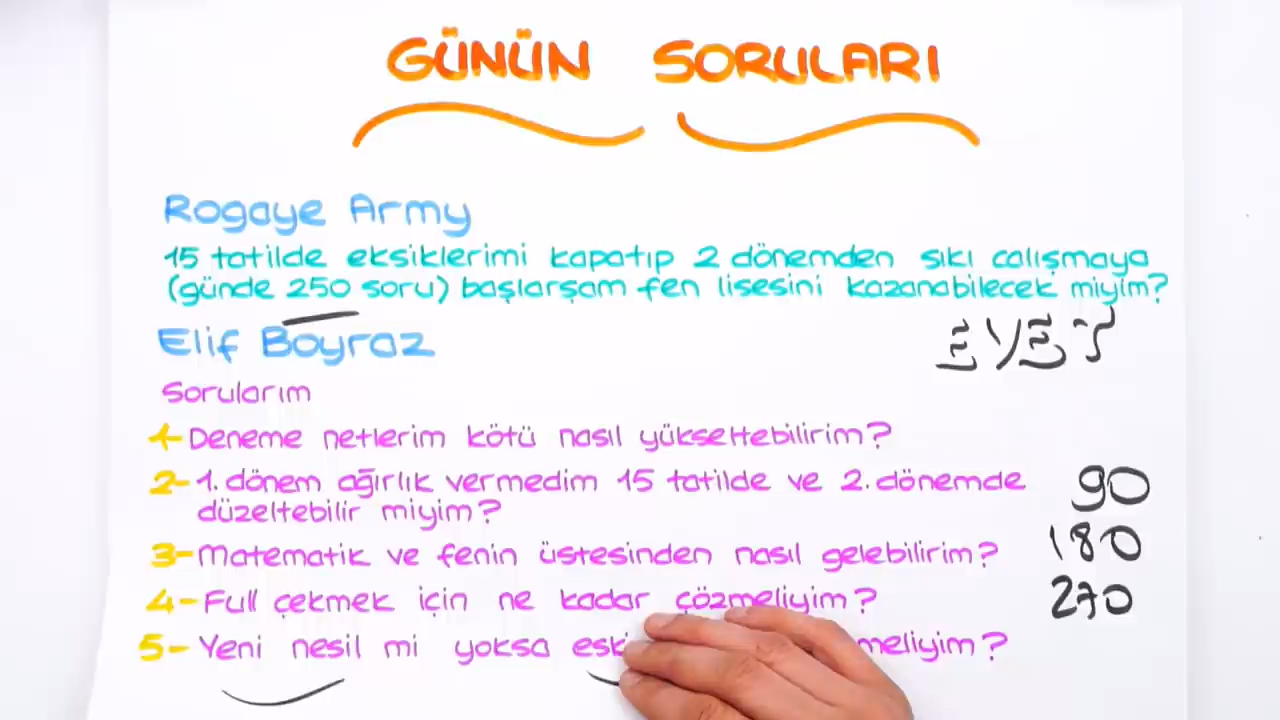 GÜNÜN SORULARI
Rogaye Army
15 tatilde eksiklerimi kapatıp 2 dönemden sıkı calışmaya
(günde 250 soru) başlarşam fen lisesini kazanabilecek miyim?
EVET
Elif Boyraz
Sorularım
1- Deneme netlerim kötü nasıl yükseltebilirim?
2- 1. dönem ağırlık vermedim 15 tatilde ve 2. dönemde
düzeltebilir miyim?
90
3- Matematik ve fenin üstesinden nasıl gelebilirim?
180
4- Full çekmek için ne kadar çözmeliyim?
270
5- Yeni nesil mi yoksa eski meliyim?